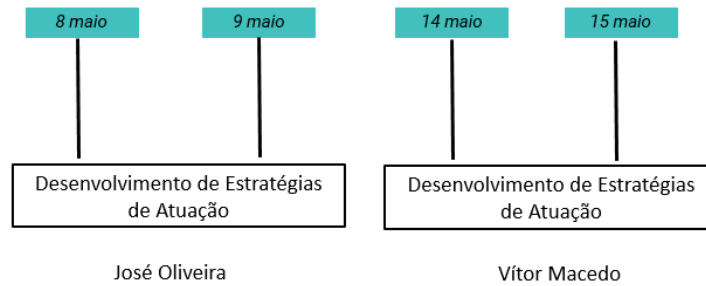 8 maio
9 maio
14 maio
15 maio
Desenvolvimento de Estratégias
de Atuação
Desenvolvimento de Estratégias
de Atuação
José Oliveira
Vítor Macedo